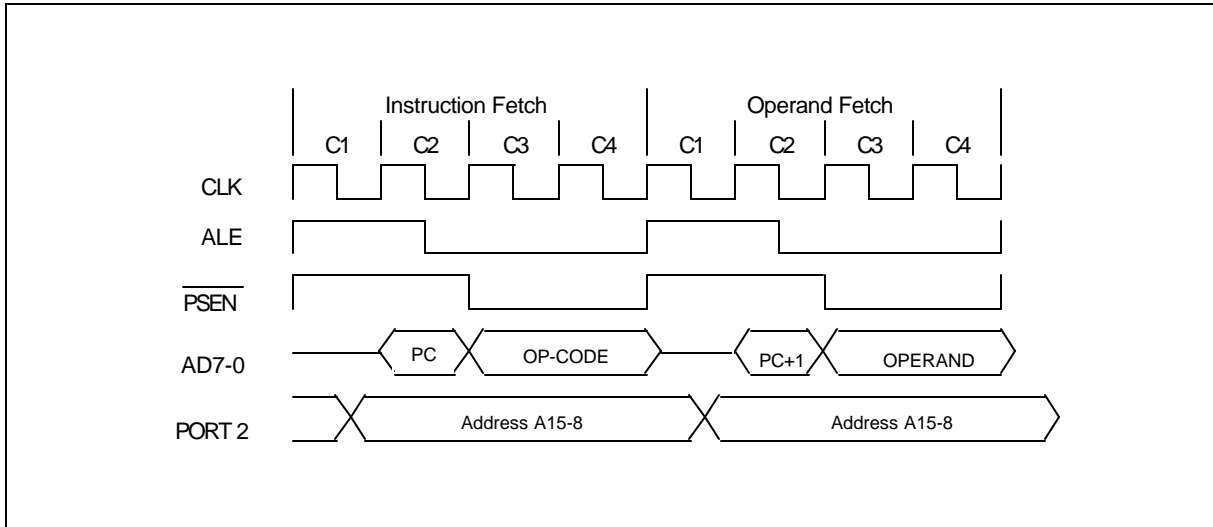 Instruction Fetch Operand Fetch
C1 C2 C3 C4 C1 C2 C3 C4
CLK
ALE
PSEN
AD7-0 PC OP-CODE PC+1 OPERAND
PORT 2 Address A15-8 Address A15-8